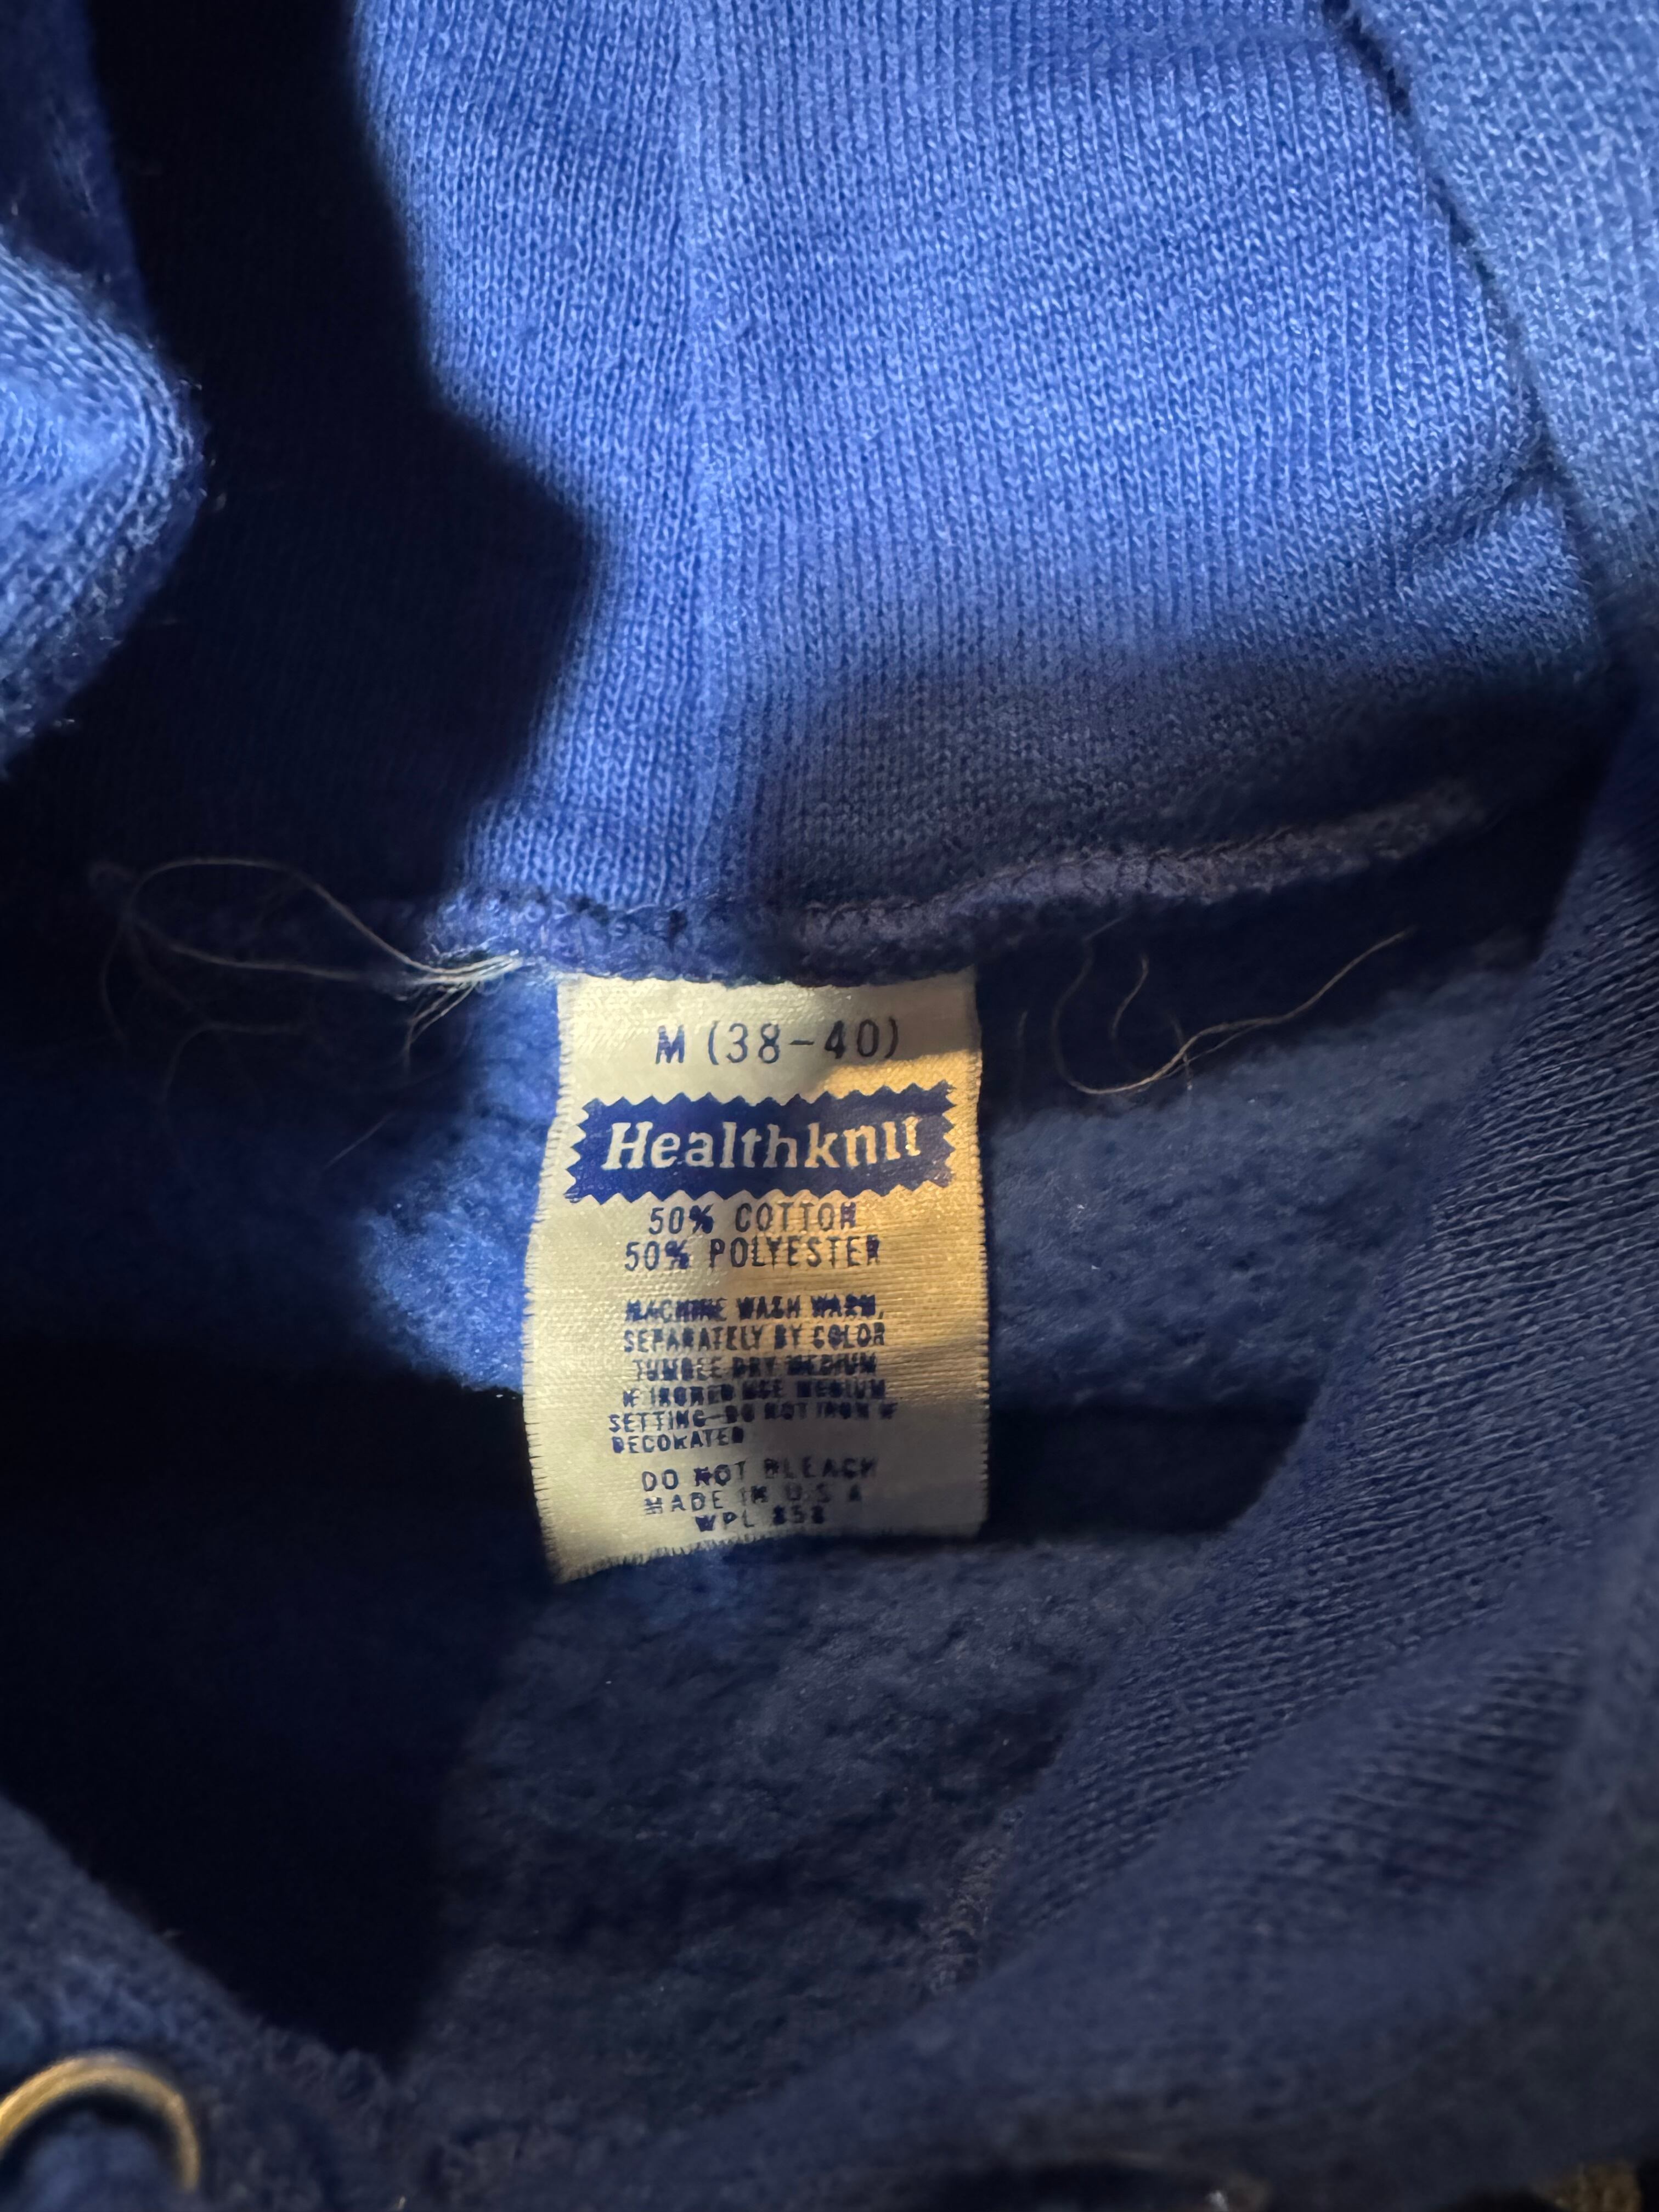 M (38-40)
Healthknit
50% COTTON
50% POLYESTER
MACHINE WASH WARM,
SEPARATELY BY COLOR
TUMBLE DRY MEDIUM
IF IRONED USE MEDIUM
SETTING-DO NOT IRON IF
DECORATED
DO NOT BLEACH
MADE IN U S A
WPL